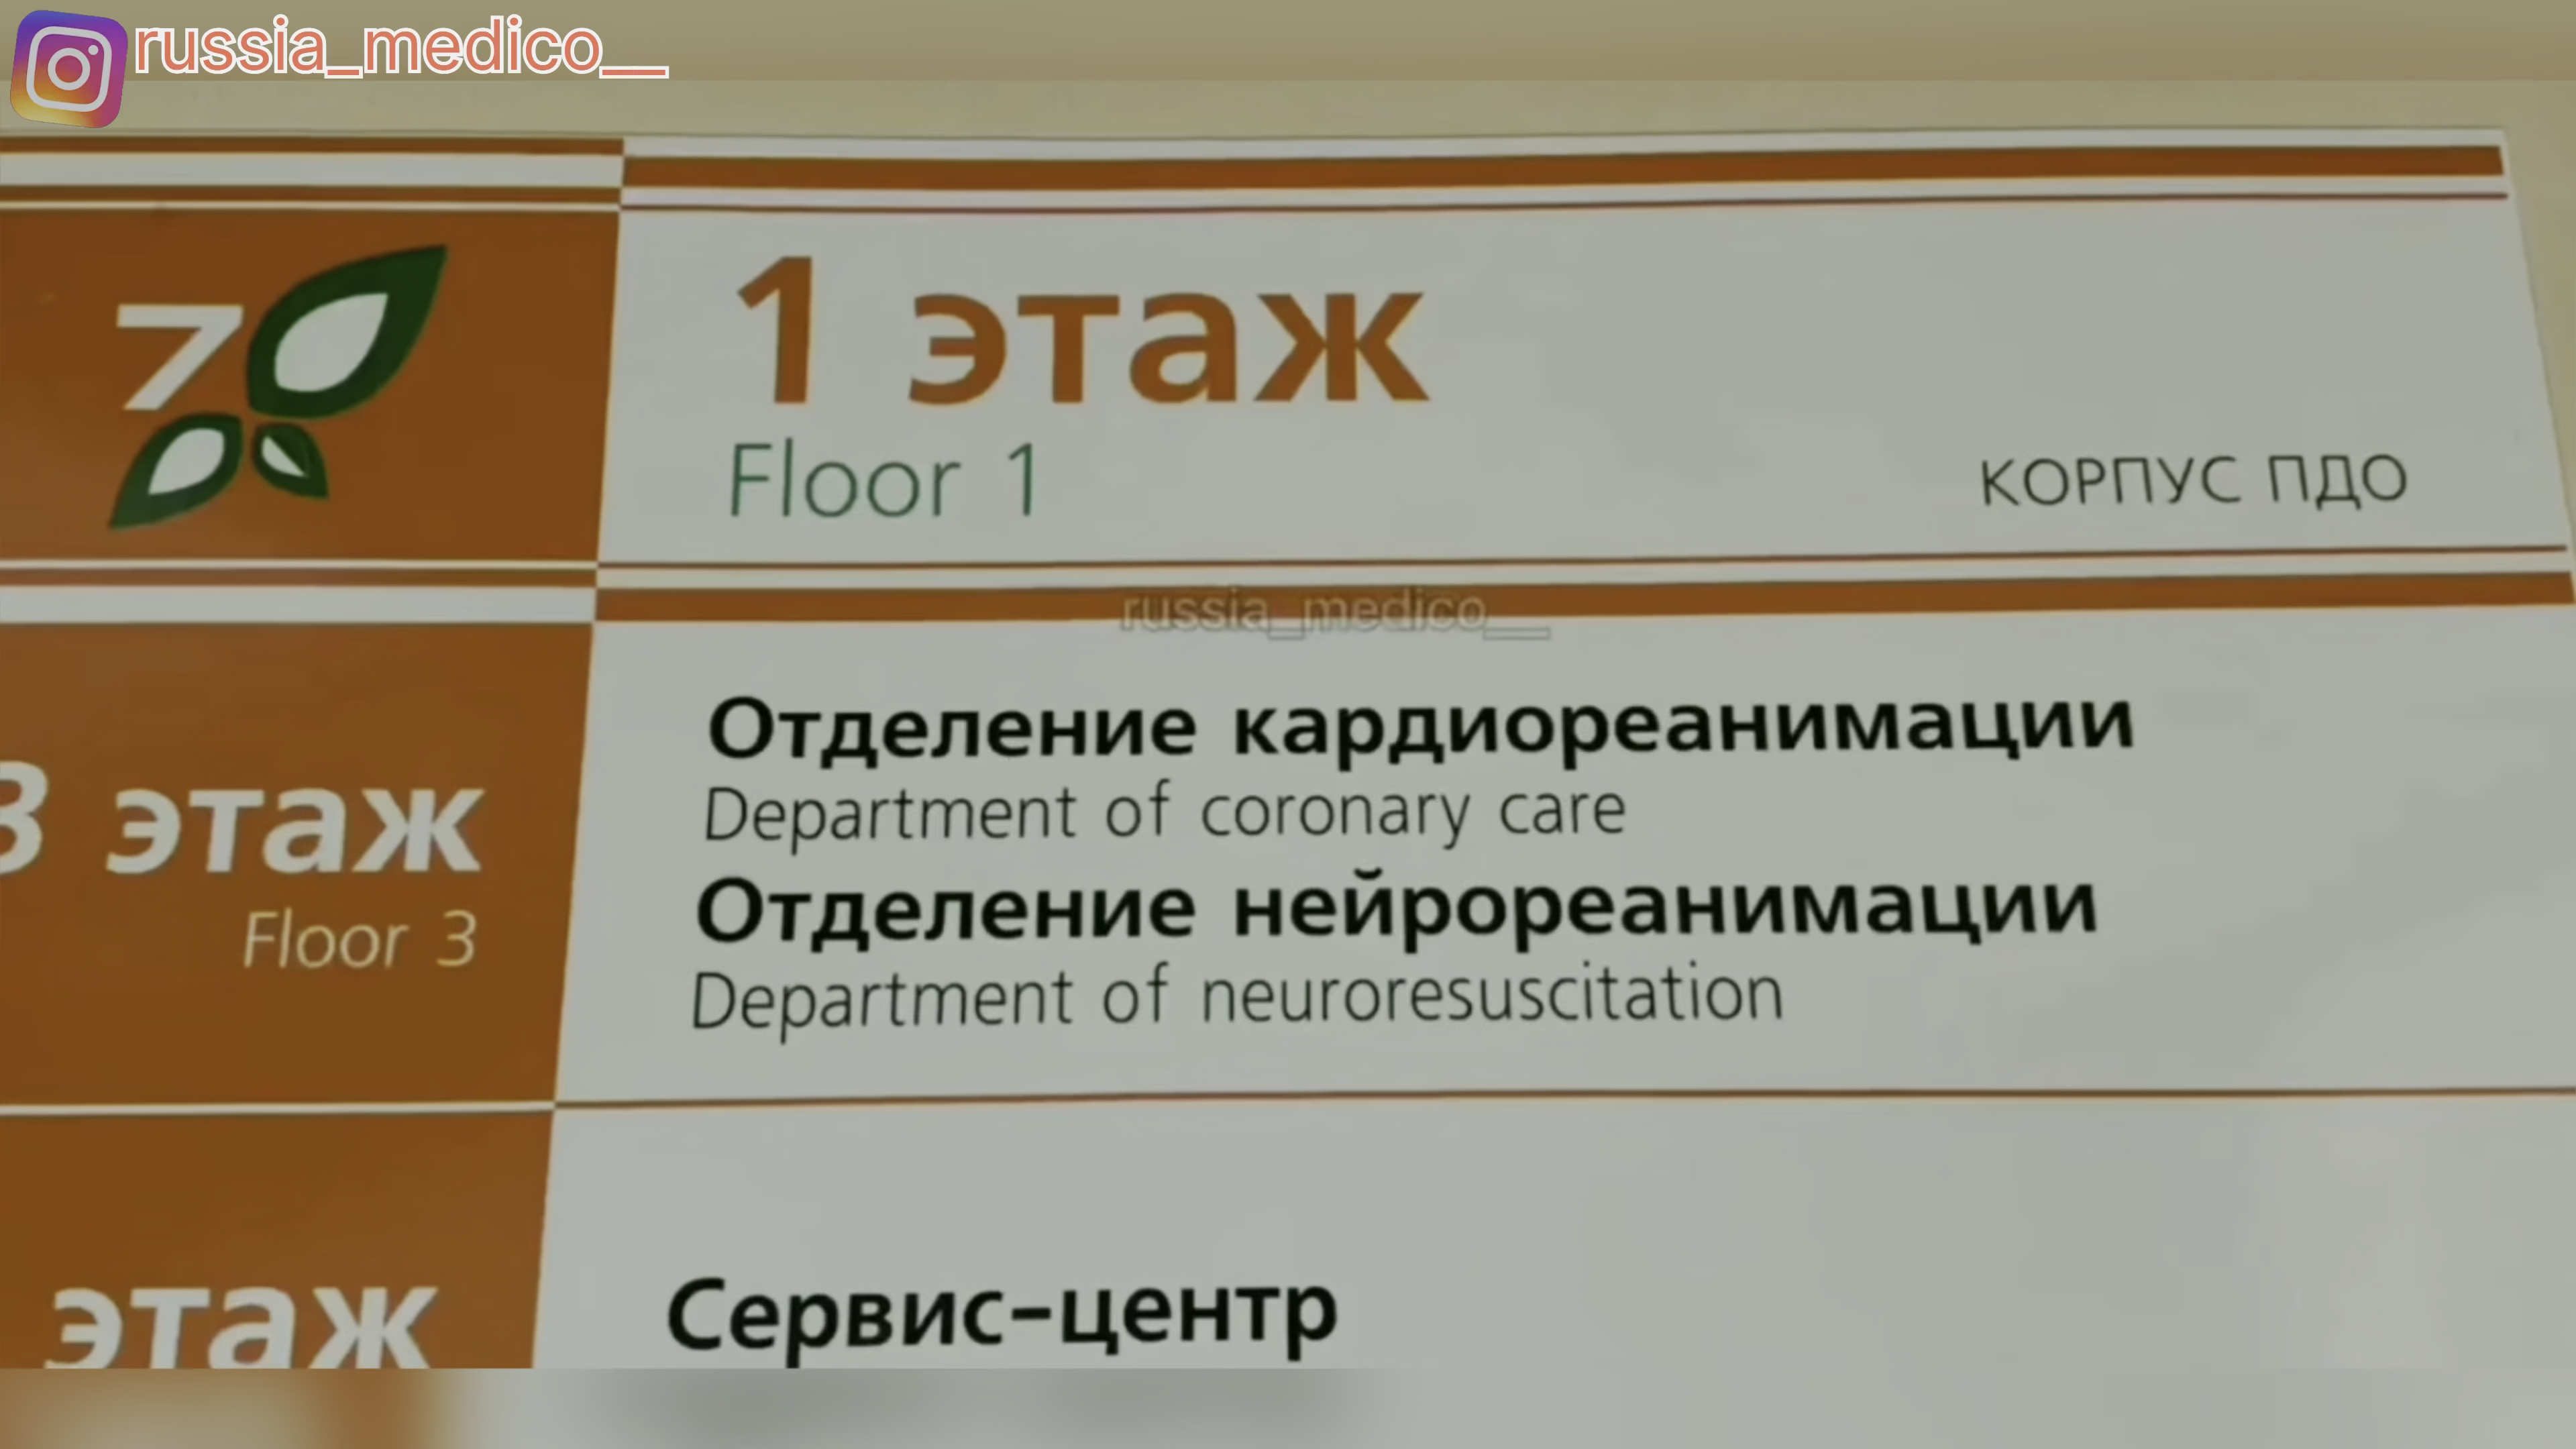 russia_medico__
7
1 этаж
Floor 1
КОРПУС ПДО
russia_medico__
3 этаж
Floor 3
Отделение кардиореанимации
Department of coronary care
Отделение нейрореанимации
Department of neuroresuscitation
этаж
Сервис-центр